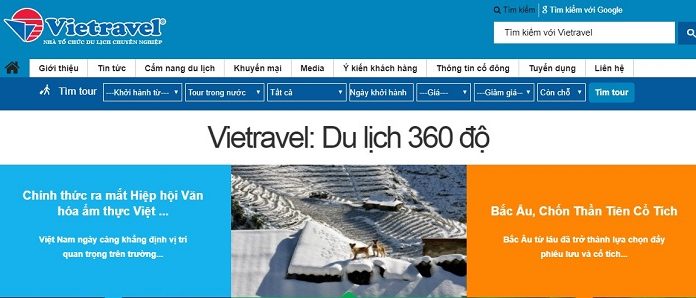 Tìm kiếm Tìm kiếm với Google
Vietravel®
NHÀ TỔ CHỨC DU LỊCH CHUYÊN NGHIỆP
Tìm kiếm với Vietravel
Giới thiệu Tin tức Cẩm nang du lịch Khuyến mại Media Ý kiến khách hàng Thông tin cổ đông Tuyển dụng Liên hệ
Tìm tour ---Khởi hành từ--- Tour trong nước Tất cả Ngày khởi hành ---Giá--- ---Giảm giá-- Còn chỗ Tìm tour
Vietravel: Du lịch 360 độ
Chính thức ra mắt Hiệp hội Văn
hóa ẩm thực Việt ...
Việt Nam ngày càng khẳng định vị trí
quan trọng trên trường...
Bắc Âu, Chốn Thần Tiên Cổ Tích
Bắc Âu từ lâu đã trở thành lựa chọn đầy
phiêu lưu và cổ tích...